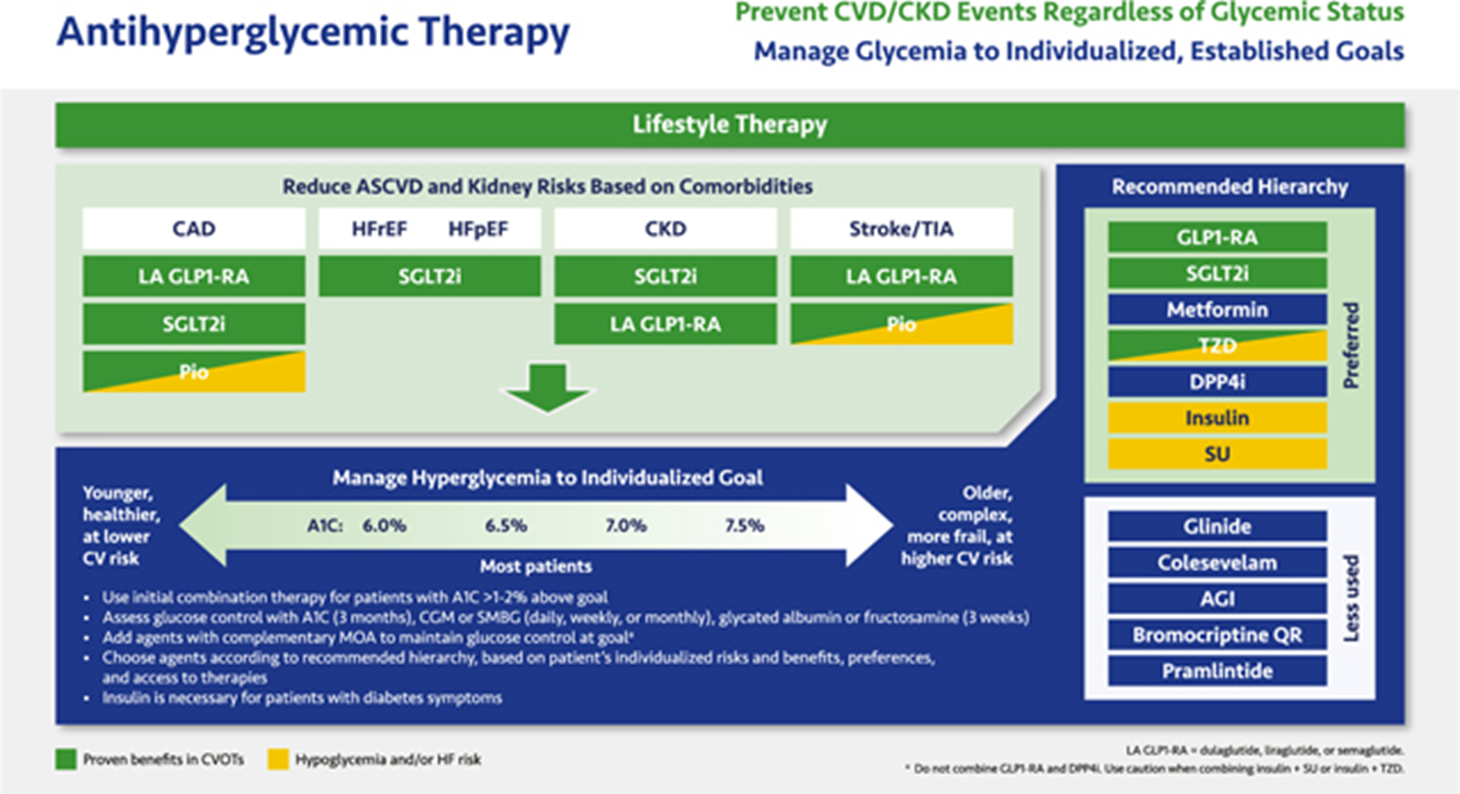 Antihyperglycemic Therapy
Prevent CVD/CKD Events Regardless of Glycemic Status
Manage Glycemia to Individualized, Established Goals
Lifestyle Therapy
Reduce ASCVD and Kidney Risks Based on Comorbidities
CAD
LA GLP1-RA
SGLT2i
Pio
HFrEF HFpEF
SGLT2i
CKD
SGLT2i
LA GLP1-RA
Stroke/TIA
LA GLP1-RA
Pio
Manage Hyperglycemia to Individualized Goal
Younger,
healthier,
at lower
CV risk
A1C: 6.0% 6.5% 7.0% 7.5%
Most patients
Older,
complex,
more frail, at
higher CV risk
• Use initial combination therapy for patients with A1C >1-2% above goal
• Assess glucose control with A1C (3 months), CGM or SMBG (daily, weekly, or monthly), glycated albumin or fructosamine (3 weeks)
• Add agents with complementary MOA to maintain glucose control at goal*
• Choose agents according to recommended hierarchy, based on patient's individualized risks and benefits, preferences,
and access to therapies
• Insulin is necessary for patients with diabetes symptoms
Recommended Hierarchy
GLP1-RA
SGLT2i
Metformin
TZD
DPP4i
Insulin
SU
Preferred
Glinide
Colesevelam
AGI
Bromocriptine QR
Pramlintide
Less used
Proven benefits in CVOTs
Hypoglycemia and/or HF risk
LA GLP1-RA = dulaglutide, liraglutide, or semaglutide.
* Do not combine GLP1-RA and DPP4i. Use caution when combining insulin + SU or insulin + TZD.